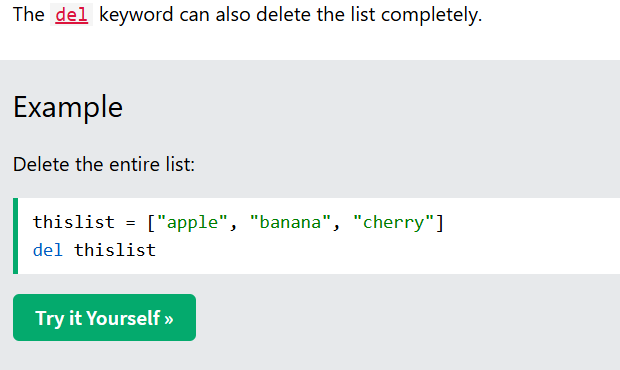 The del keyword can also delete the list completely.
Example
Delete the entire list:
thislist = ["apple", "banana", "cherry"]
del thislist
Try it Yourself »